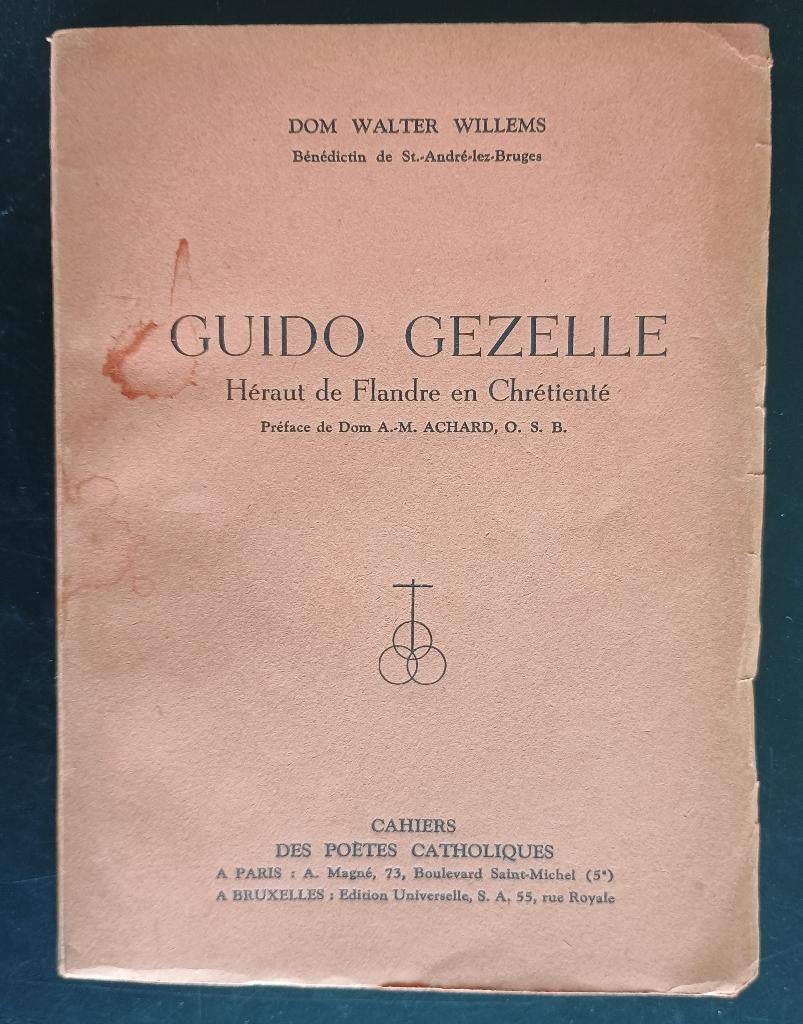 DOM WALTER WILLEMS
Bénédictin de St.-André-lez-Bruges
GUIDO GEZELLE
Héraut de Flandre en Chrétienté
Préface de Dom A.-M. ACHARD, O. S. B.
CAHIERS
DES POÈTES CATHOLIQUES
A PARIS : A. Magné, 73, Boulevard Saint-Michel (5e)
A BRUXELLES : Edition Universelle, S. A. 55, rue Royale